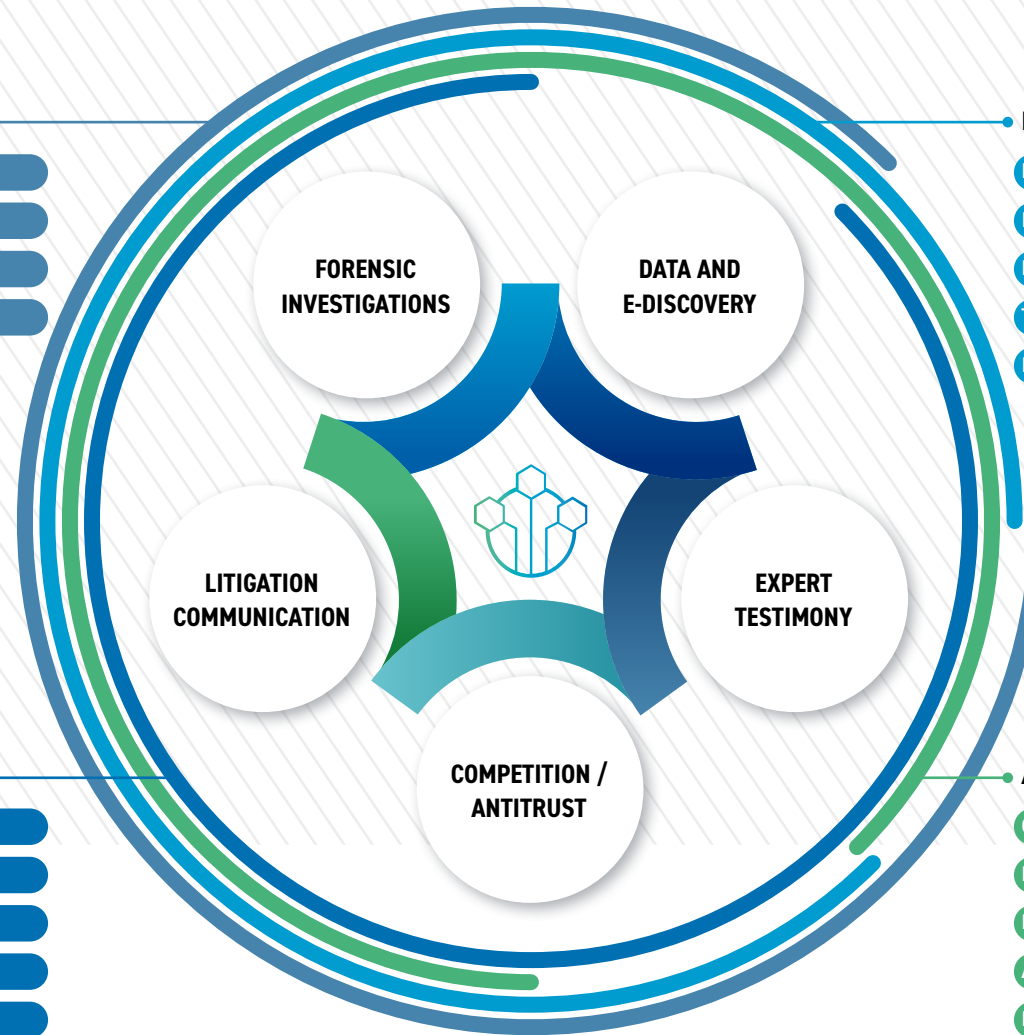 FORENSIC
INVESTIGATIONS
DATA AND
E-DISCOVERY
LITIGATION
COMMUNICATION
EXPERT
TESTIMONY
COMPETITION /
ANTITRUST